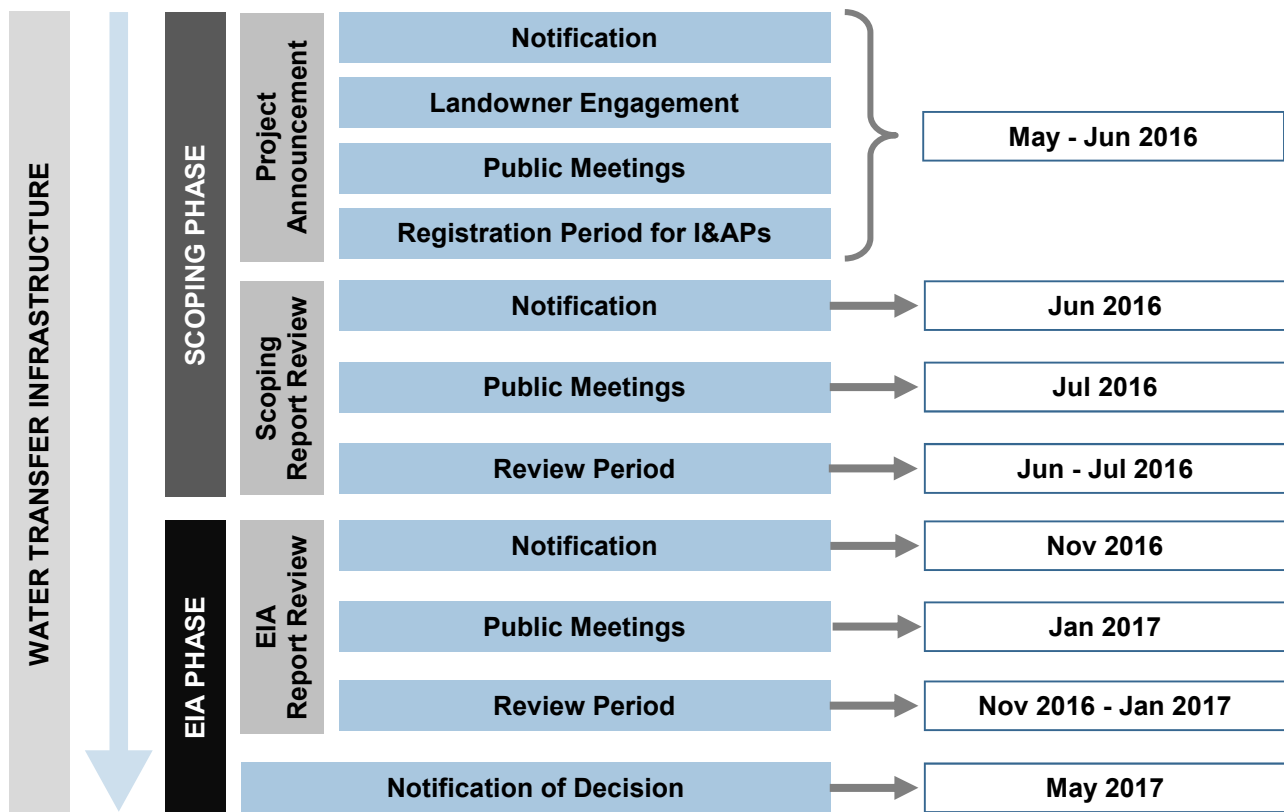 WATER TRANSFER INFRASTRUCTURE
SCOPING PHASE
Project
Announcement
Notification
Landowner Engagement
Public Meetings
Registration Period for I&APs
May - Jun 2016
Scoping
Report Review
Notification
Jun 2016
Public Meetings
Jul 2016
Review Period
Jun - Jul 2016
EIA PHASE
EIA
Report Review
Notification
Nov 2016
Public Meetings
Jan 2017
Review Period
Nov 2016 - Jan 2017
Notification of Decision
May 2017